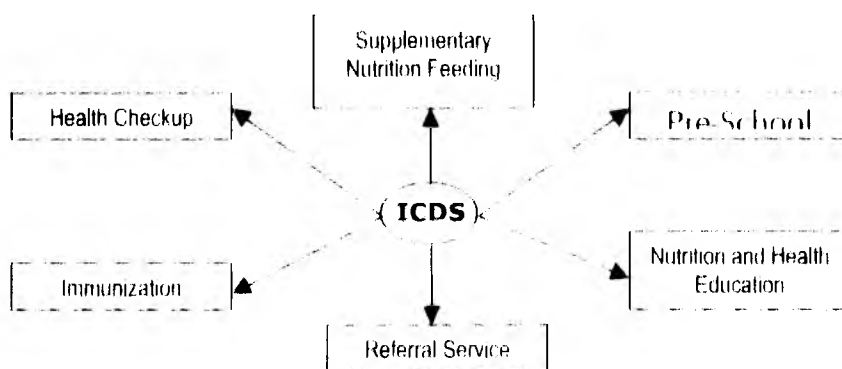 Supplementary
Nutrition Feeding
Health Checkup
Pre-School
ICDS
Immunization
Nutrition and Health
Education
Referral Service